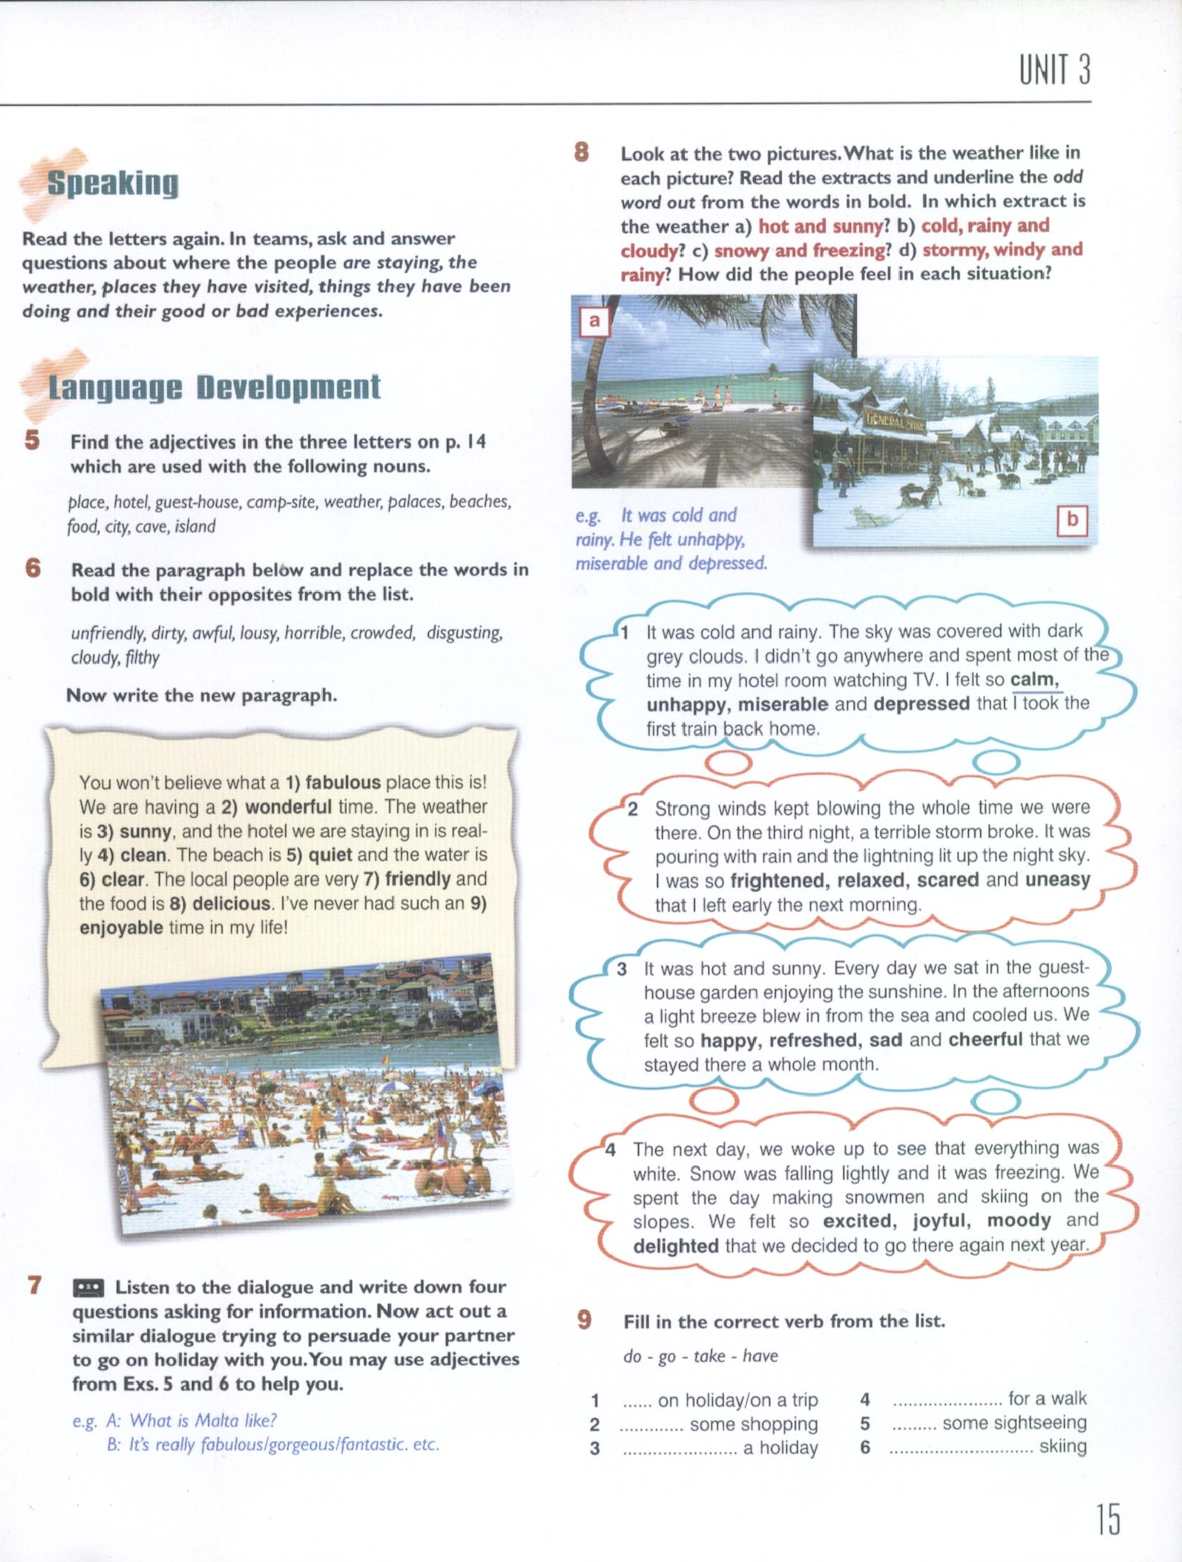 UNIT 3
Speaking
Read the letters again. In teams, ask and answer
questions about where the people are staying, the
weather, places they have visited, things they have been
doing and their good or bad experiences.
Language Development
5 Find the adjectives in the three letters on p. 14
which are used with the following nouns.
place, hotel, guest-house, camp-site, weather, palaces, beaches,
food, city, cave, island
6 Read the paragraph below and replace the words in
bold with their opposites from the list.
unfriendly, dirty, awful, lousy, horrible, crowded, disgusting,
cloudy, filthy
Now write the new paragraph.
You won't believe what a 1) fabulous place this is!
We are having a 2) wonderful time. The weather
is 3) sunny, and the hotel we are staying in is real-
ly 4) clean. The beach is 5) quiet and the water is
6) clear. The local people are very 7) friendly and
the food is 8) delicious. I've never had such an 9)
enjoyable time in my life!
7 Listen to the dialogue and write down four
questions asking for information. Now act out a
similar dialogue trying to persuade your partner
to go on holiday with you. You may use adjectives
from Exs. 5 and 6 to help you.
e.g. A: What is Malta like?
B: It's really fabulous/gorgeous/fantastic. etc.
8 Look at the two pictures. What is the weather like in
each picture? Read the extracts and underline the odd
word out from the words in bold. In which extract is
the weather a) hot and sunny? b) cold, rainy and
cloudy? c) snowy and freezing? d) stormy, windy and
rainy? How did the people feel in each situation?
a
GENERAL STORE
b
e.g. It was cold and
rainy. He felt unhappy,
miserable and depressed.
1 It was cold and rainy. The sky was covered with dark
grey clouds. I didn't go anywhere and spent most of the
time in my hotel room watching TV. I felt so calm,
unhappy, miserable and depressed that I took the
first train back home.
2 Strong winds kept blowing the whole time we were
there. On the third night, a terrible storm broke. It was
pouring with rain and the lightning lit up the night sky.
I was so frightened, relaxed, scared and uneasy
that I left early the next morning.
3 It was hot and sunny. Every day we sat in the guest-
house garden enjoying the sunshine. In the afternoons
a light breeze blew in from the sea and cooled us. We
felt so happy, refreshed, sad and cheerful that we
stayed there a whole month.
4 The next day, we woke up to see that everything was
white. Snow was falling lightly and it was freezing. We
spent the day making snowmen and skiing on the
slopes. We felt so excited, joyful, moody and
delighted that we decided to go there again next year.
9 Fill in the correct verb from the list.
do - go - take - have
1 ...... on holiday/on a trip
2 ............. some shopping
3 ....................... a holiday
4 ...................... for a walk
5 ......... some sightseeing
6 ............................. skiing
15